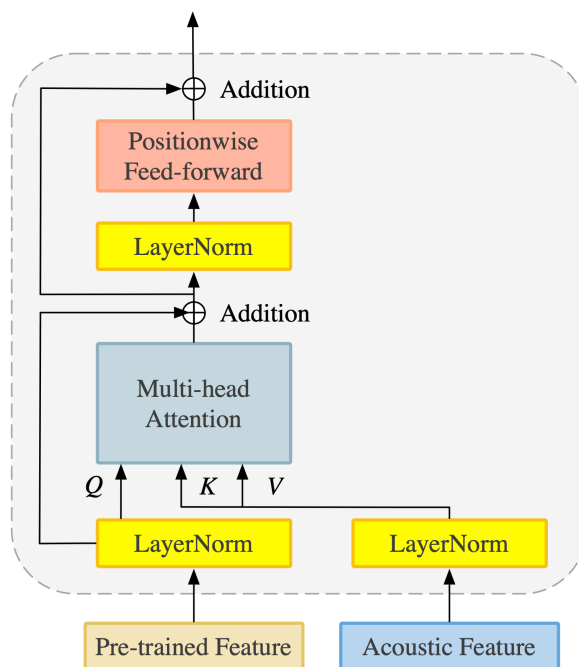 Addition
Positionwise
Feed-forward
LayerNorm
Addition
Multi-head
Attention
Q K V
LayerNorm LayerNorm
Pre-trained Feature Acoustic Feature